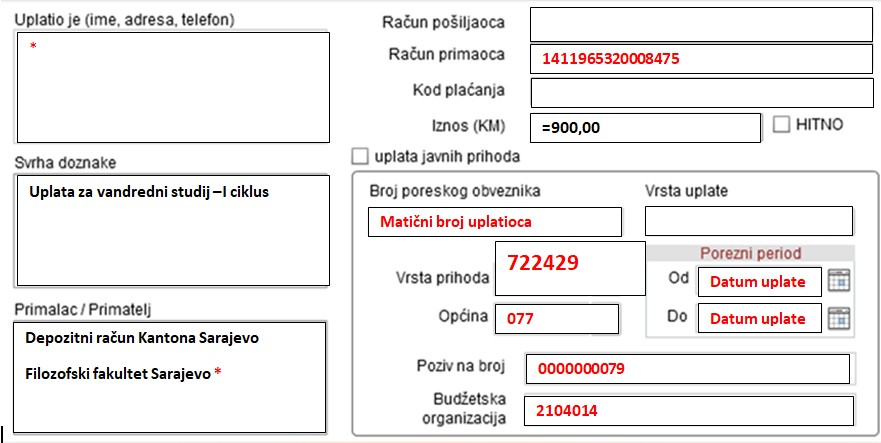 Uplatio je (ime, adresa, telefon)
*
Svrha doznake
Uplata za vandredni studij –I ciklus
Primalac / Primatelj
Depozitni račun Kantona Sarajevo
Filozofski fakultet Sarajevo *
Račun pošiljaoca
Račun primaoca 1411965320008475
Kod plaćanja
Iznos (KM) =900,00 HITNO
uplata javnih prihoda
Broj poreskog obveznika
Matični broj uplatioca
Vrsta uplate
Vrsta prihoda 722429
Općina 077
Porezni period
Od Datum uplate
Do Datum uplate
Poziv na broj 0000000079
Budžetska
organizacija 2104014